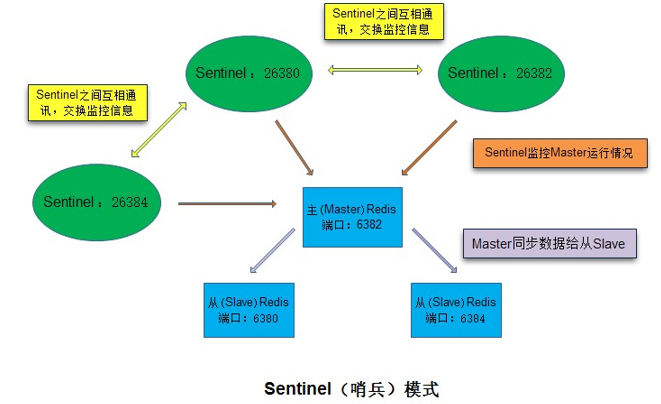 Sentinel之间互相通
讯，交换监控信息
Sentinel：26380
Sentinel：26382
Sentinel之间互相通
讯，交换监控信息
Sentinel监控Master运行情况
Sentinel：26384
主(Master)Redis
端口：6382
Master同步数据给从Slave
从(Slave)Redis
端口：6380
从(Slave)Redis
端口：6384
Sentinel（哨兵）模式